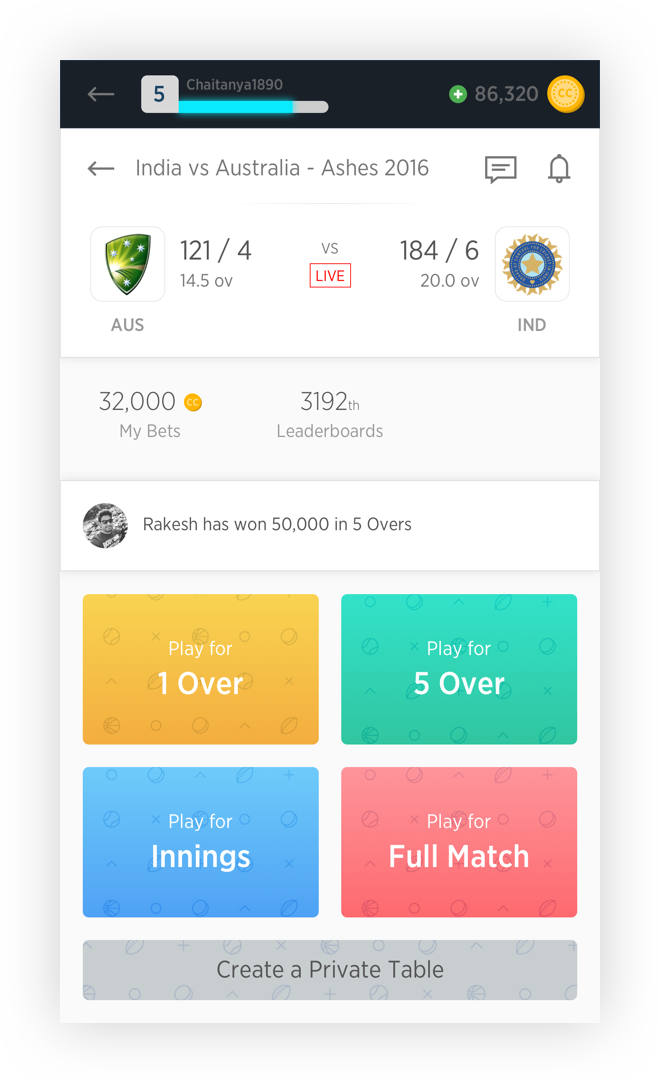 5
Chaitanya1890
86,320
CC
India vs Australia - Ashes 2016
121 / 4
VS
184 / 6
14.5 ov
LIVE
20.0 ov
AUS
IND
32,000 CC
3192th
My Bets
Leaderboards
Rakesh has won 50,000 in 5 Overs
Play for
1 Over
Play for
5 Over
Play for
Innings
Play for
Full Match
Create a Private Table